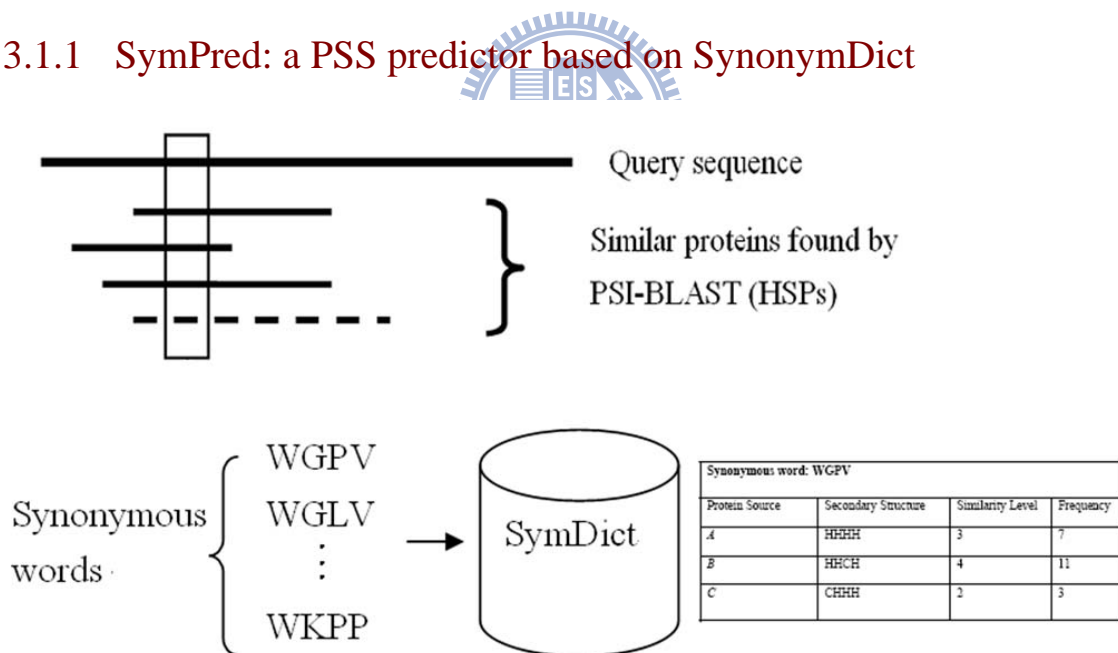 3.1.1 SymPred: a PSS predictor based on SynonymDict
ES
Query sequence
Similar proteins found by
PSI-BLAST (HSPs)
Synonymous
words
WGPV
WGLV
⋮
WKPP
SymDict
Synonymous word: WGPV
Protein Source Secondary Structure Similarity Level Frequency
A HHHH 3 7
B HHCH 4 11
C CHHH 2 3